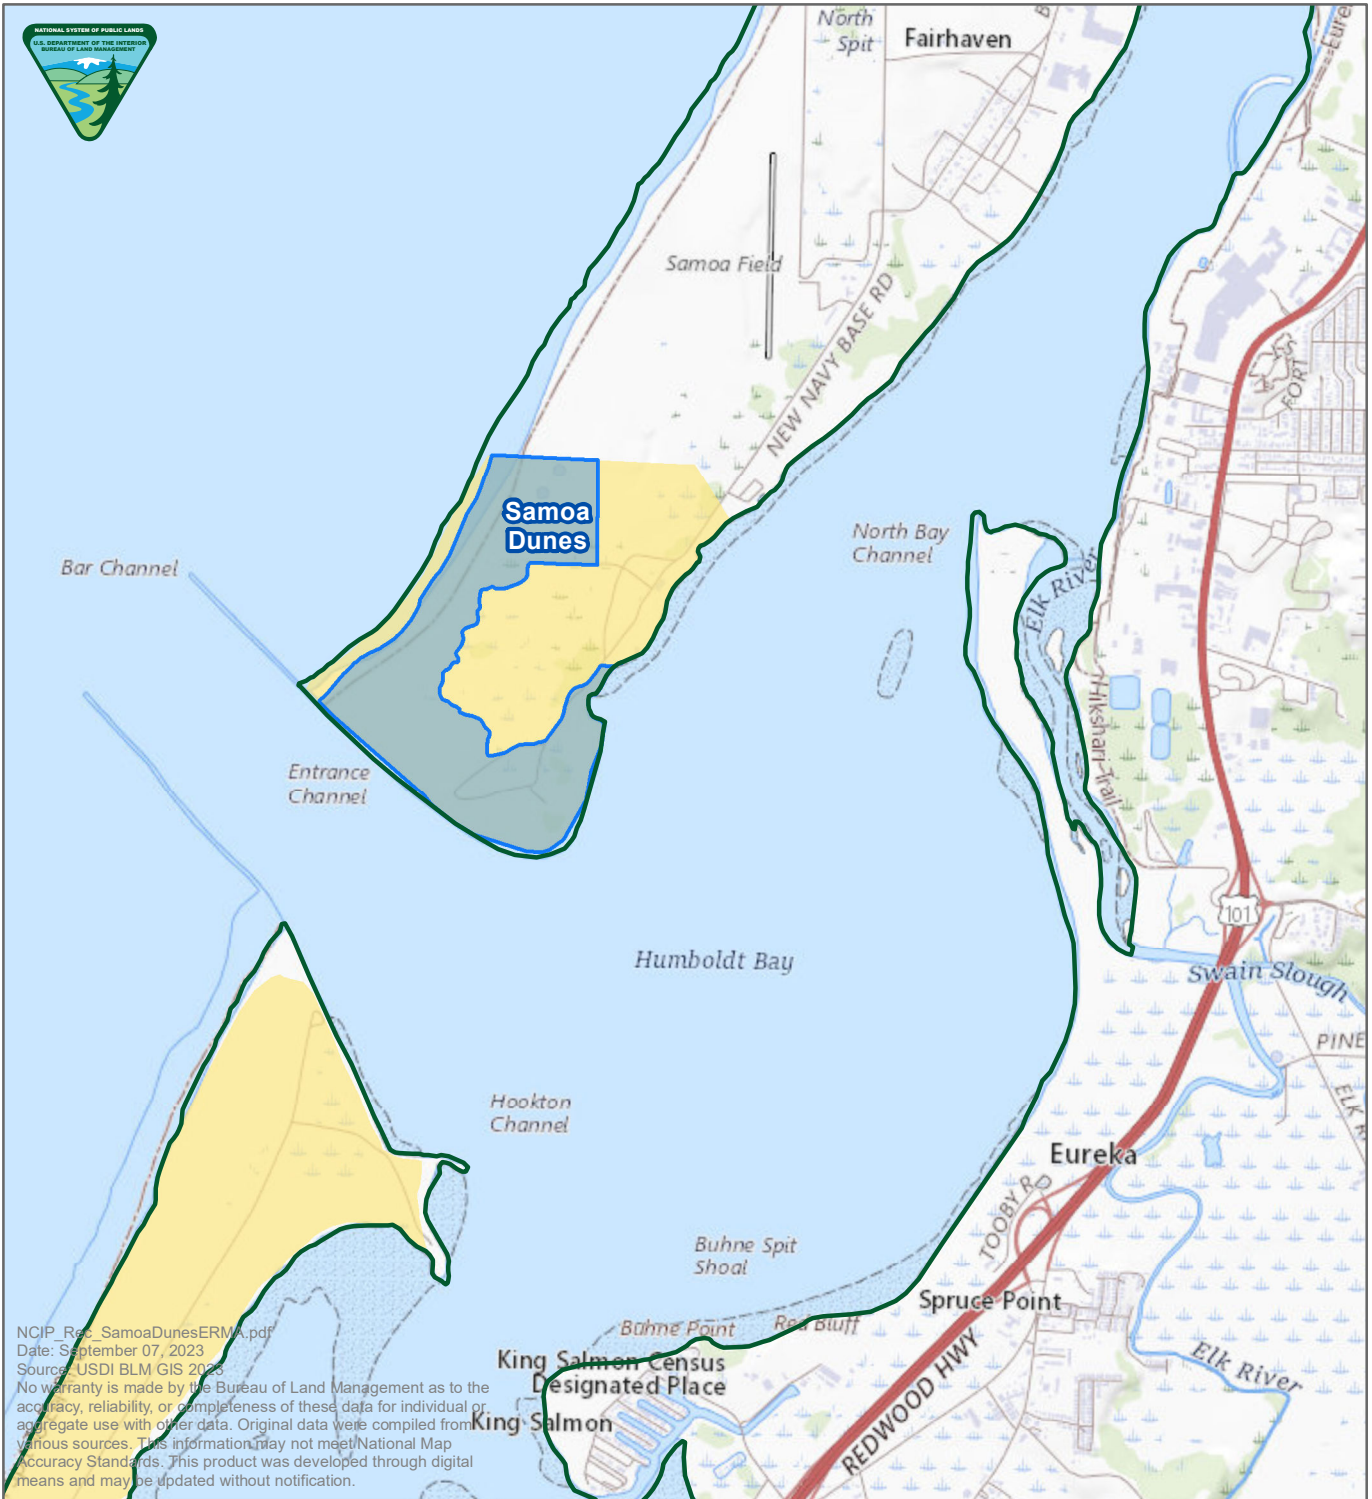 NATIONAL SYSTEM OF PUBLIC LANDS
U.S. DEPARTMENT OF THE INTERIOR
BUREAU OF LAND MANAGEMENT
North
Spit
Fairhaven
Samoa Field
NEW NAVY BASE RD
FORT
Samoa
Dunes
North Bay
Channel
Bar Channel
Elk River
Hikshari Trail
Entrance
Channel
101
Humboldt Bay
Swain Slough
PINE
ELK R
Hookton
Channel
Eureka
TOOBY RD
Buhne Spit
Shoal
Spruce Point
Buhne Point
Red Bluff
King Salmon Census
Designated Place
King Salmon
REDWOOD HWY
Elk River
NCIP_Rec_SamoaDunesERMA.pdf
Date: September 07, 2023
Source: USDI BLM GIS 2023
No warranty is made by the Bureau of Land Management as to the
accuracy, reliability, or completeness of these data for individual or
aggregate use with other data. Original data were compiled from
various sources. This information may not meet National Map
Accuracy Standards. This product was developed through digital
means and may be updated without notification.